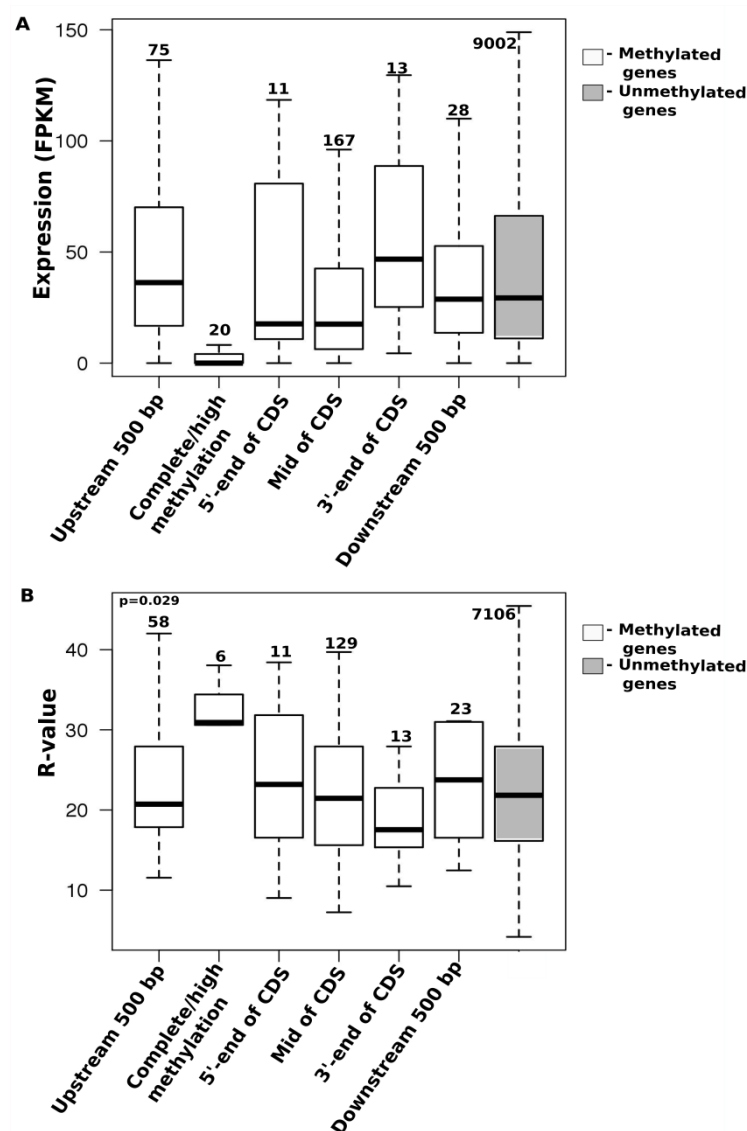 A
150
100
50
0
Expression (FPKM)
75
20
11
167
13
28
9002
- Methylated
genes
- Unmethylated
genes
Upstream 500 bp
Complete/high
methylation
5'-end of CDS
Mid of CDS
3'-end of CDS
Downstream 500 bp
B
p=0.029
40
30
20
10
R-value
58
6
11
129
13
23
7106
- Methylated
genes
- Unmethylated
genes
Upstream 500 bp
Complete/high
methylation
5'-end of CDS
Mid of CDS
3'-end of CDS
Downstream 500 bp